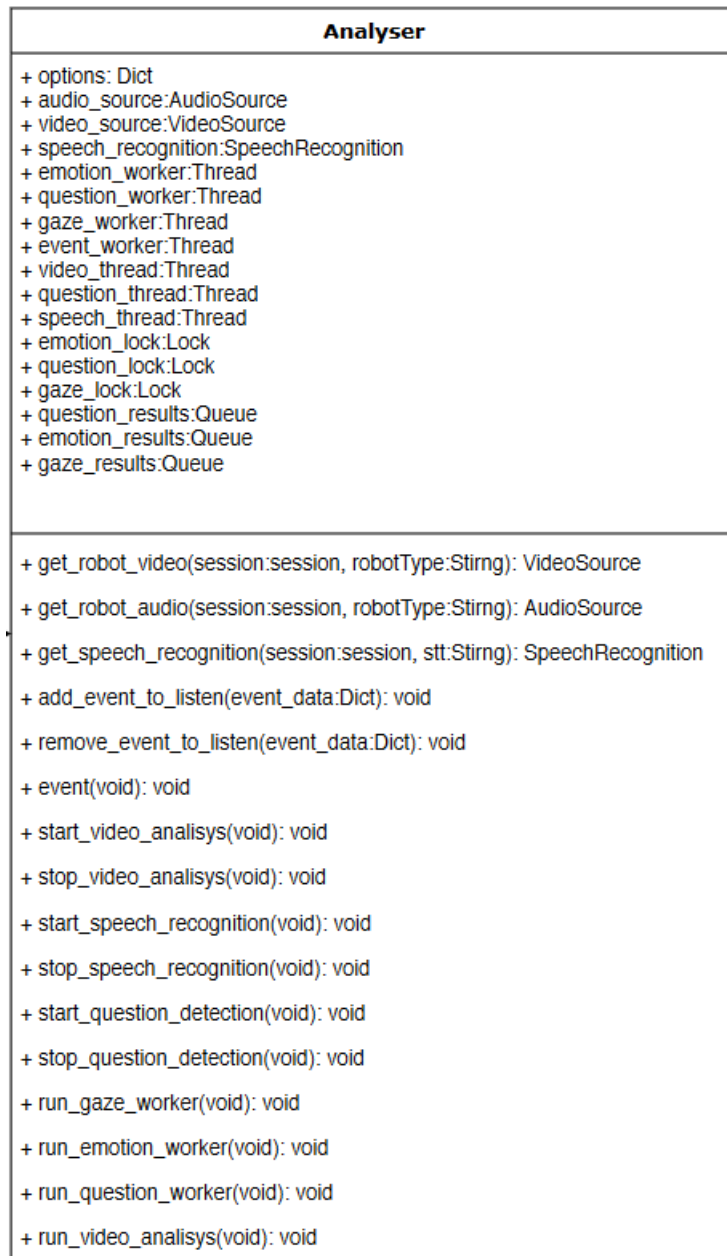 Analyser
+ options: Dict
+ audio_source:AudioSource
+ video_source:VideoSource
+ speech_recognition:SpeechRecognition
+ emotion_worker:Thread
+ question_worker:Thread
+ gaze_worker:Thread
+ event_worker:Thread
+ video_thread:Thread
+ question_thread:Thread
+ speech_thread:Thread
+ emotion_lock:Lock
+ question_lock:Lock
+ gaze_lock:Lock
+ question_results:Queue
+ emotion_results:Queue
+ gaze_results:Queue
+ get_robot_video(session:session, robotType:Stirng): VideoSource
+ get_robot_audio(session:session, robotType:Stirng): AudioSource
+ get_speech_recognition(session:session, stt:Stirng): SpeechRecognition
+ add_event_to_listen(event_data:Dict): void
+ remove_event_to_listen(event_data:Dict): void
+ event(void): void
+ start_video_analisys(void): void
+ stop_video_analisys(void): void
+ start_speech_recognition(void): void
+ stop_speech_recognition(void): void
+ start_question_detection(void): void
+ stop_question_detection(void): void
+ run_gaze_worker(void): void
+ run_emotion_worker(void): void
+ run_question_worker(void): void
+ run_video_analisys(void): void